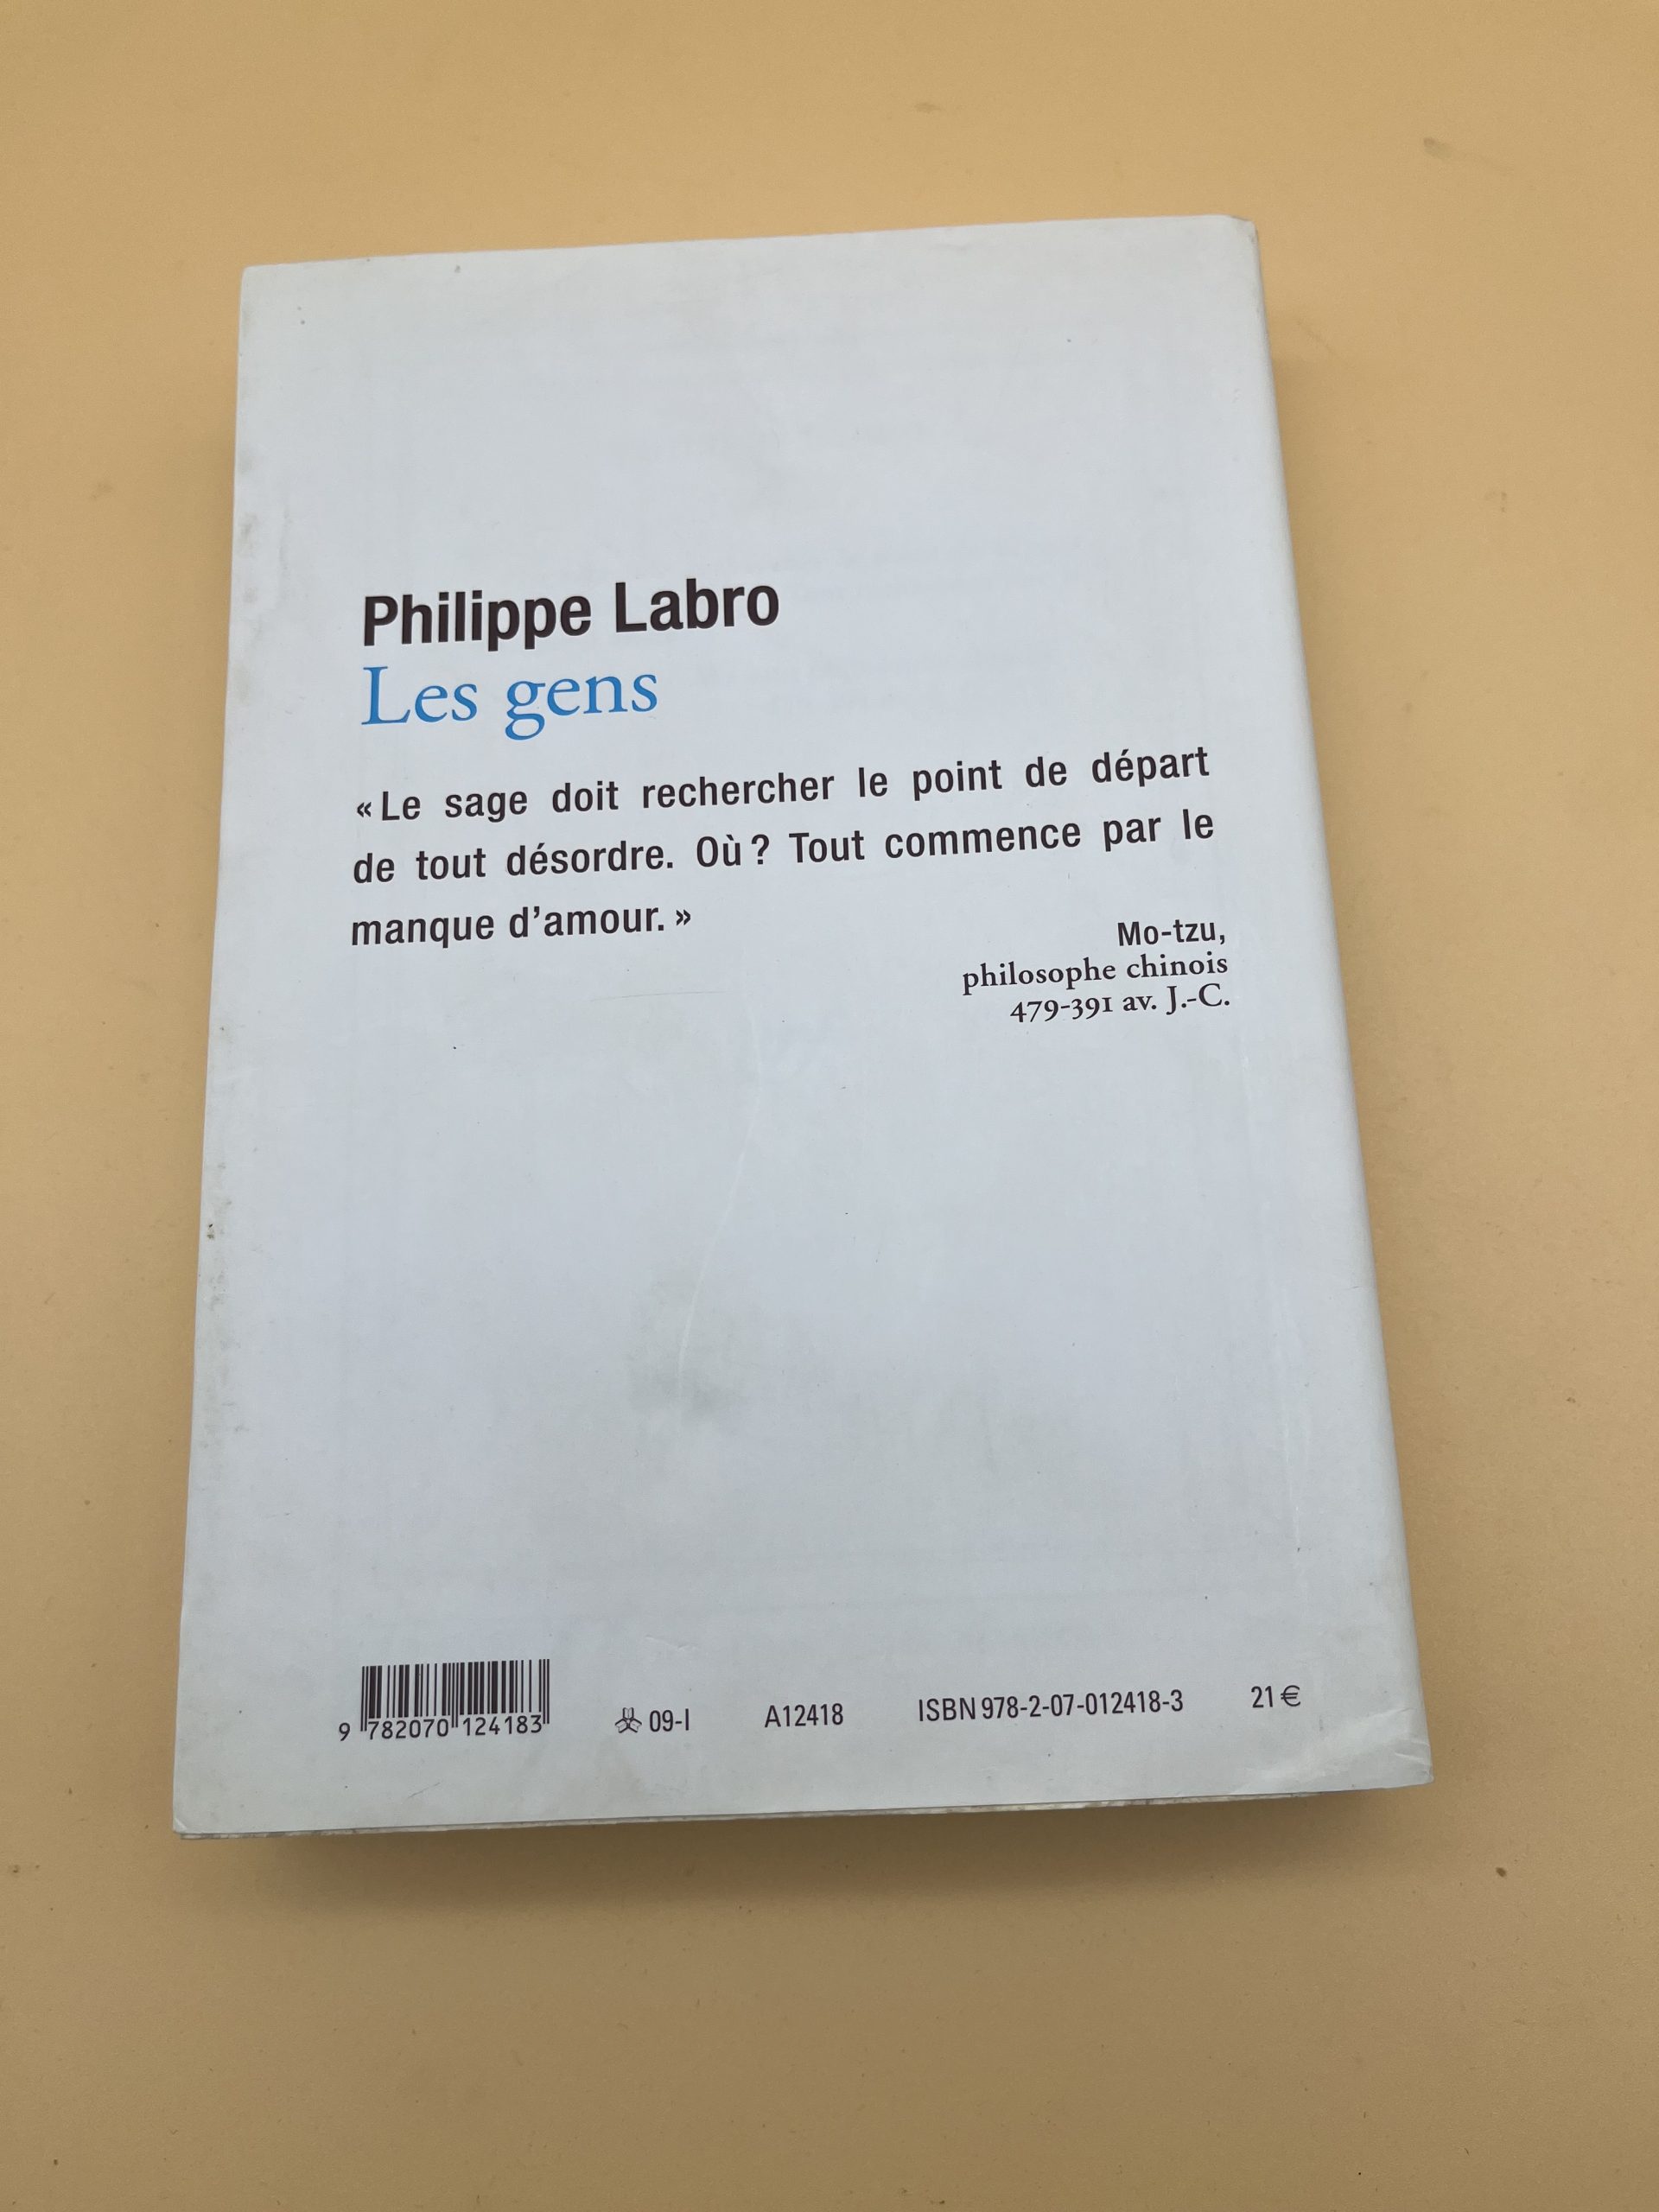 Philippe Labro
Les gens
« Le sage doit rechercher le point de départ
de tout désordre. Où ? Tout commence par le
manque d’amour. »
Mo-tzu,
philosophe chinois
479-391 av. J.-C.
9 782070 124183
09-I
A12418
ISBN 978-2-07-012418-3
21 €